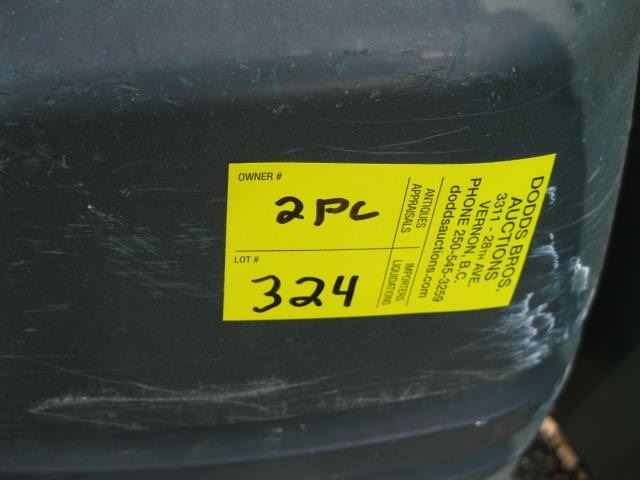 OWNER #
2PC
LOT #
324
ANTIQUES
APPRAISALS
IMPORTERS
LIQUIDATIONS
DODDS BROS.
AUCTIONS
3311 - 28TH AVE
VERNON, B.C.
PHONE 250-545-3259
doddsauctions.com